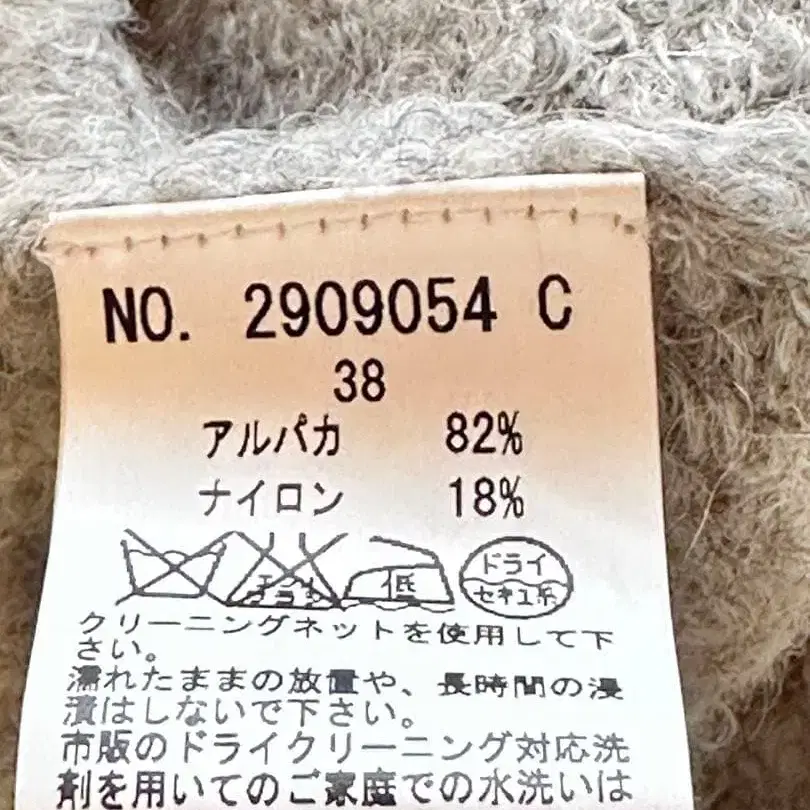 NO. 2909054 C
38
アルパカ 82%
ナイロン 18%
低
ドライ
セキユ系
クリーニングネットを使用して下
さい。
濡れたままの放置や、長時間の浸
漬はしないで下さい。
市販のドライクリーニング対応洗
剤を用いてのご家庭での水洗いは